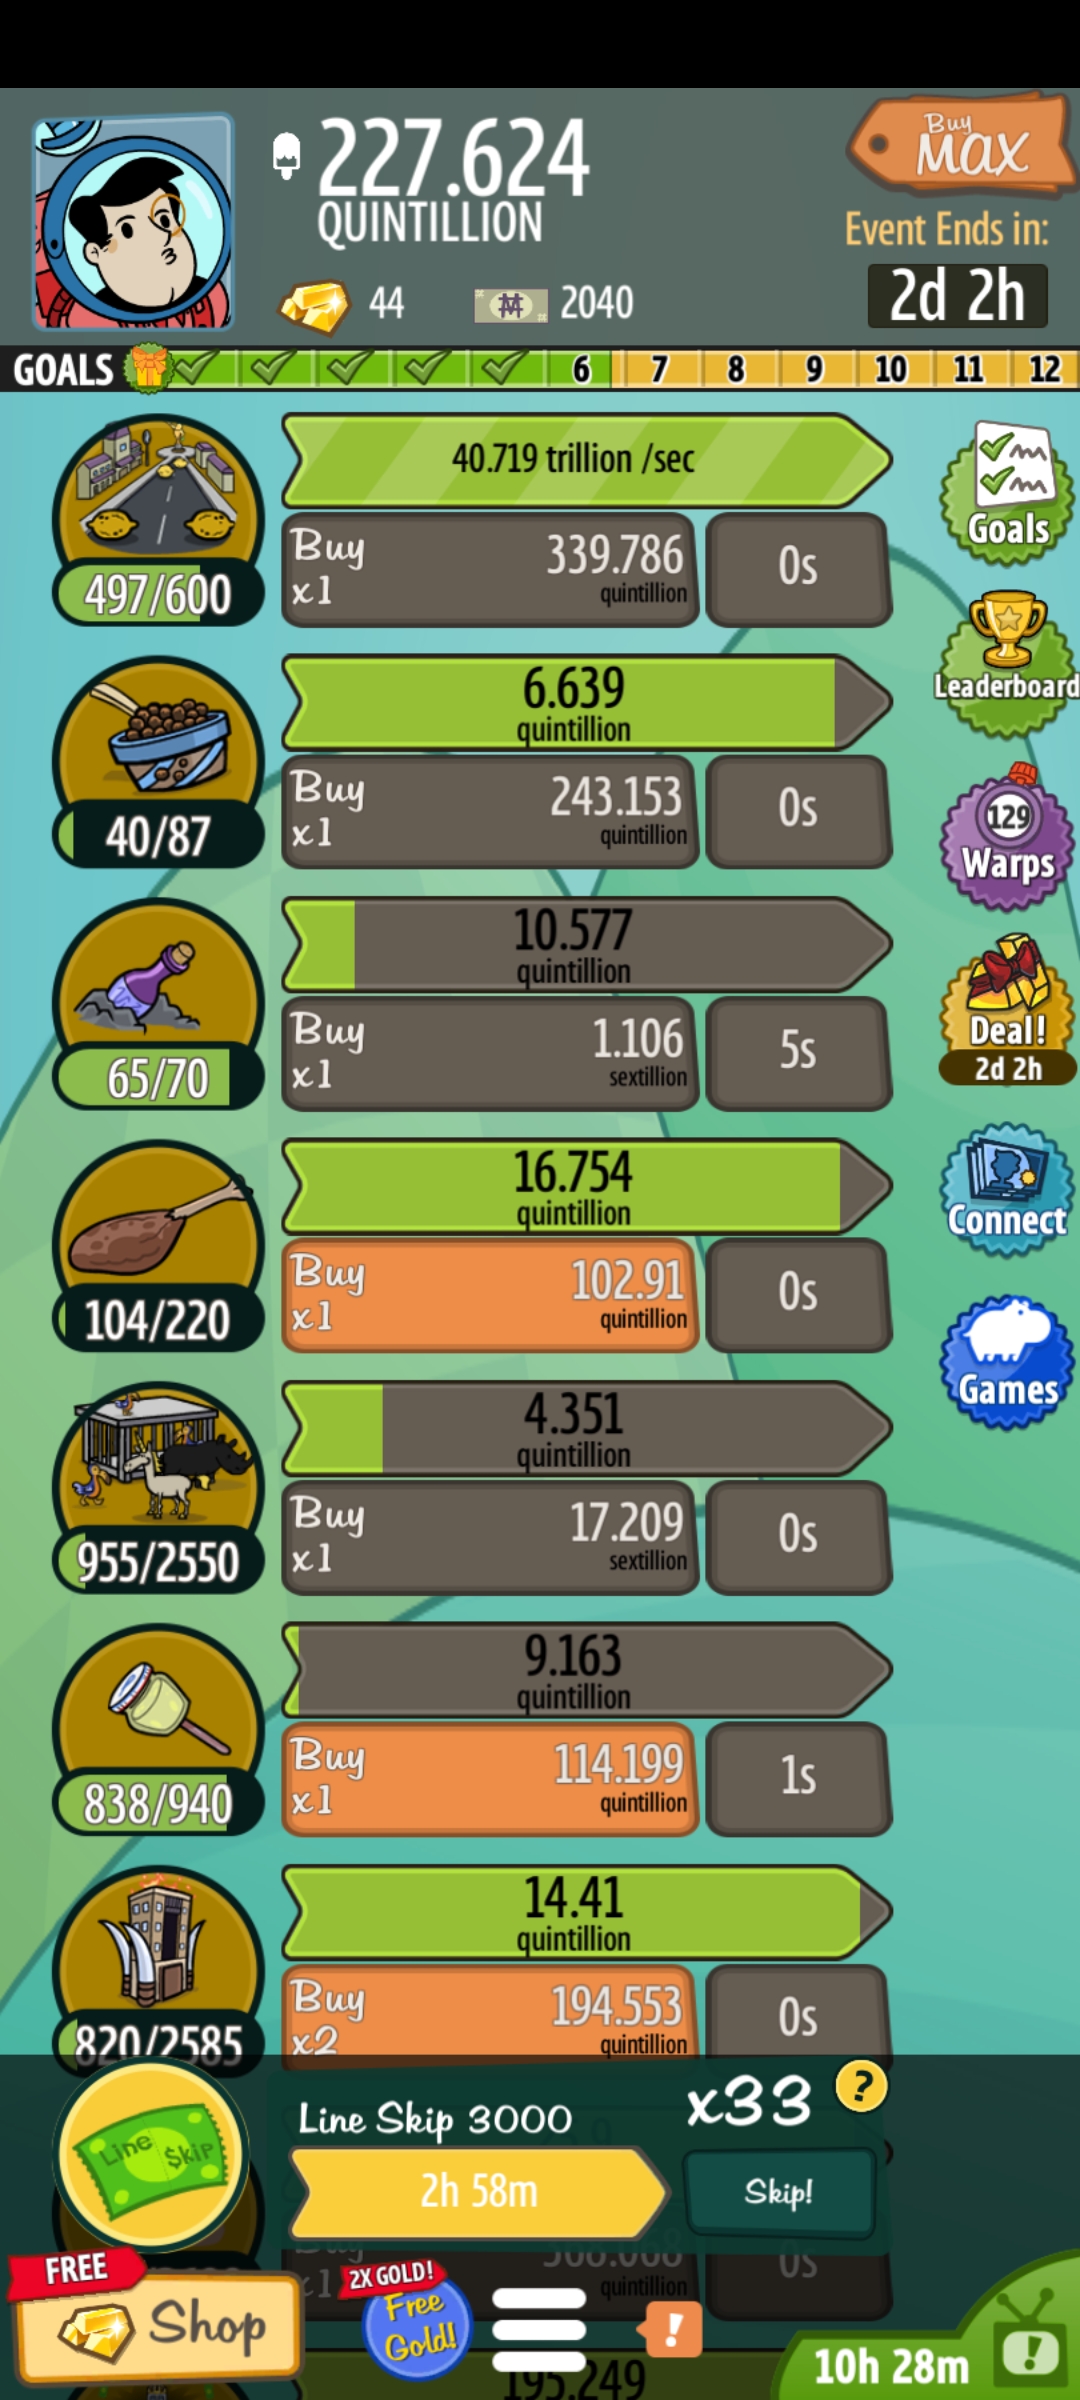 227.624
QUINTILLION
Buy
MAX
Event Ends in:
2d 2h
44
2040
GOALS
6
7
8
9
10
11
12
40.719 trillion /sec
Buy
x1
339.786
quintillion
0s
497/600
Goals
6.639
quintillion
Buy
x1
243.153
quintillion
0s
40/87
Leaderboard
10.577
quintillion
Buy
x1
1.106
sextillion
5s
65/70
129
Warps
Deal!
2d 2h
16.754
quintillion
Buy
x1
102.91
quintillion
0s
104/220
Connect
Games
4.351
quintillion
Buy
x1
17.209
sextillion
0s
955/2550
9.163
quintillion
Buy
x1
114.199
quintillion
1s
838/940
14.41
quintillion
Buy
x2
194.553
quintillion
0s
820/2585
Line Skip
Line Skip 3000
x33
?
2h 58m
Skip!
Buy
x1
368.068
quintillion
0s
FREE
Shop
2X GOLD!
Free
Gold!
!
195.249
10h 28m
!